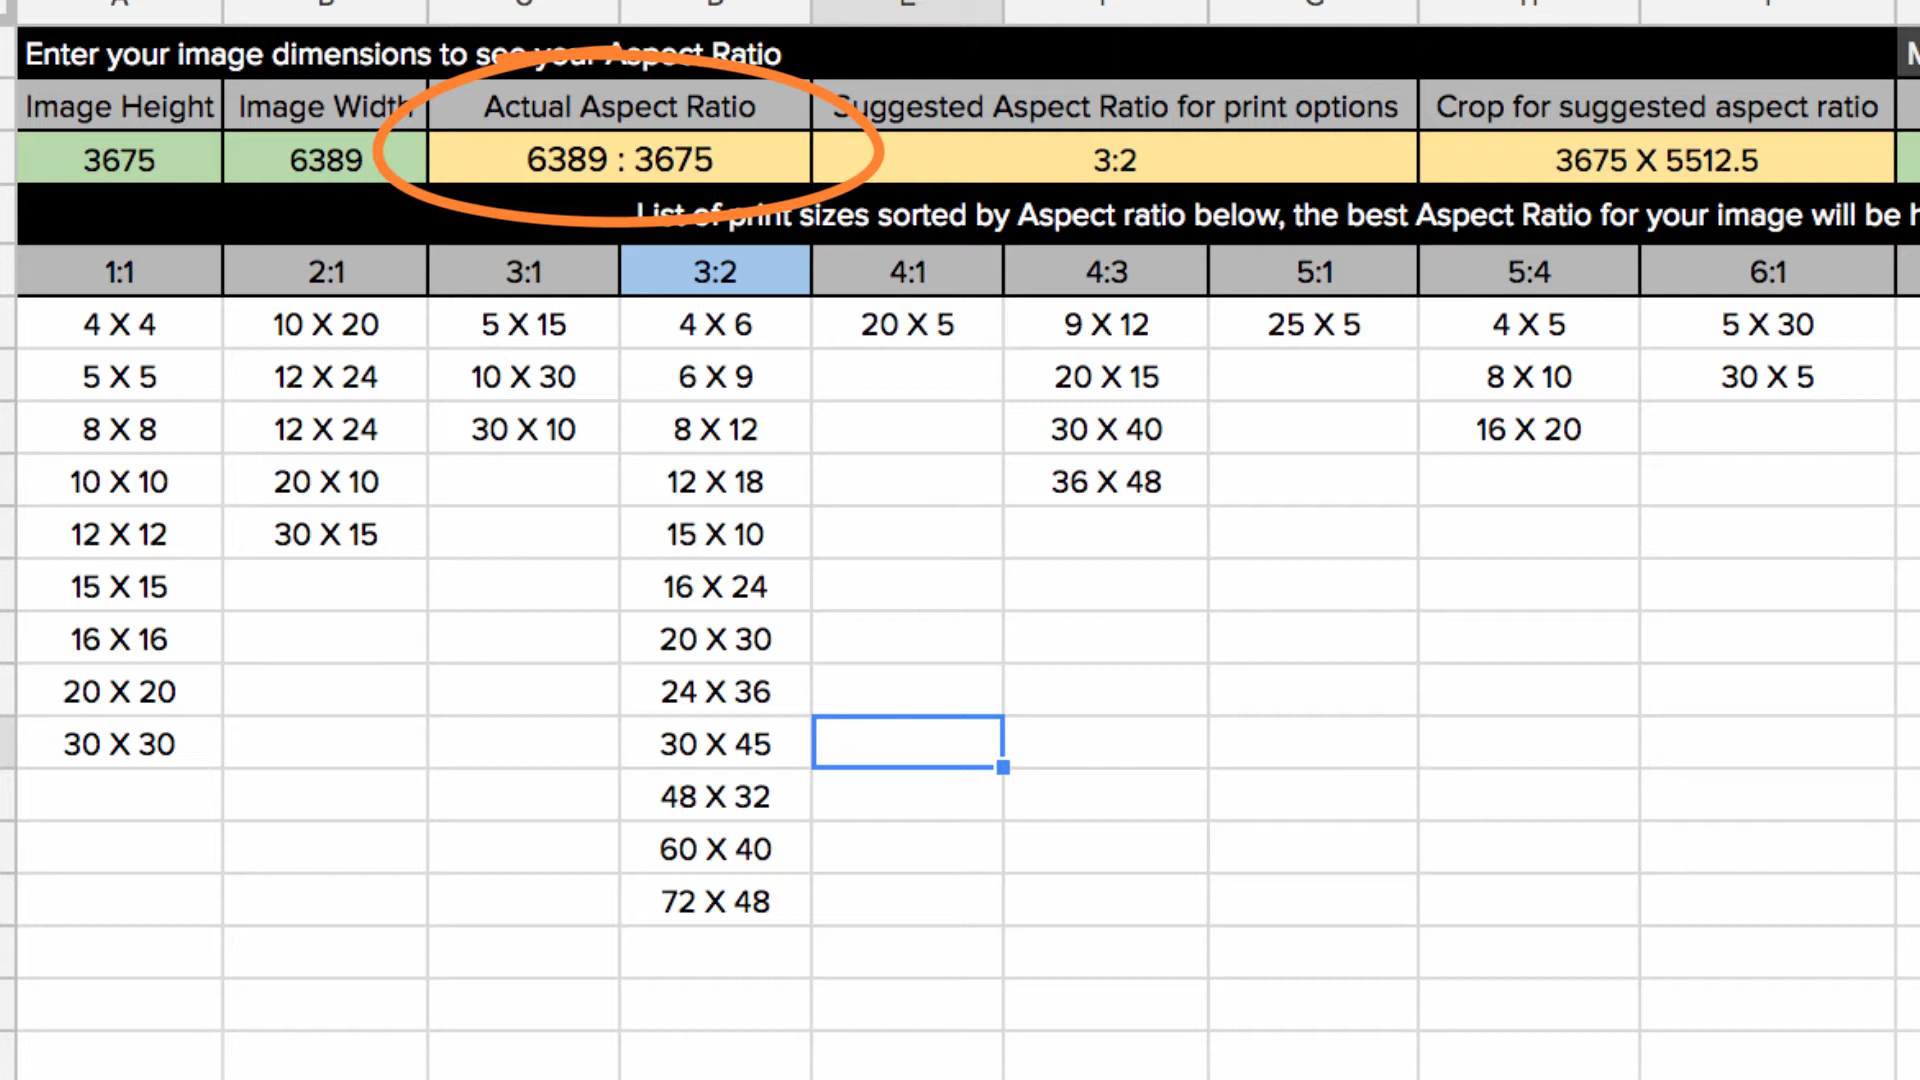 Enter your image dimensions to see your Aspect Ratio
Image Height Image Width Actual Aspect Ratio Suggested Aspect Ratio for print options Crop for suggested aspect ratio
3675 6389 6389 : 3675 3:2 3675 X 5512.5
List of print sizes sorted by Aspect ratio below, the best Aspect Ratio for your image will be
1:1 2:1 3:1 3:2 4:1 4:3 5:1 5:4 6:1
4 X 4 10 X 20 5 X 15 4 X 6 20 X 5 9 X 12 25 X 5 4 X 5 5 X 30
5 X 5 12 X 24 10 X 30 6 X 9 20 X 15 8 X 10 30 X 5
8 X 8 12 X 24 30 X 10 8 X 12 30 X 40 16 X 20
10 X 10 20 X 10 12 X 18 36 X 48
12 X 12 30 X 15 15 X 10
15 X 15 16 X 24
16 X 16 20 X 30
20 X 20 24 X 36
30 X 30 30 X 45
48 X 32
60 X 40
72 X 48